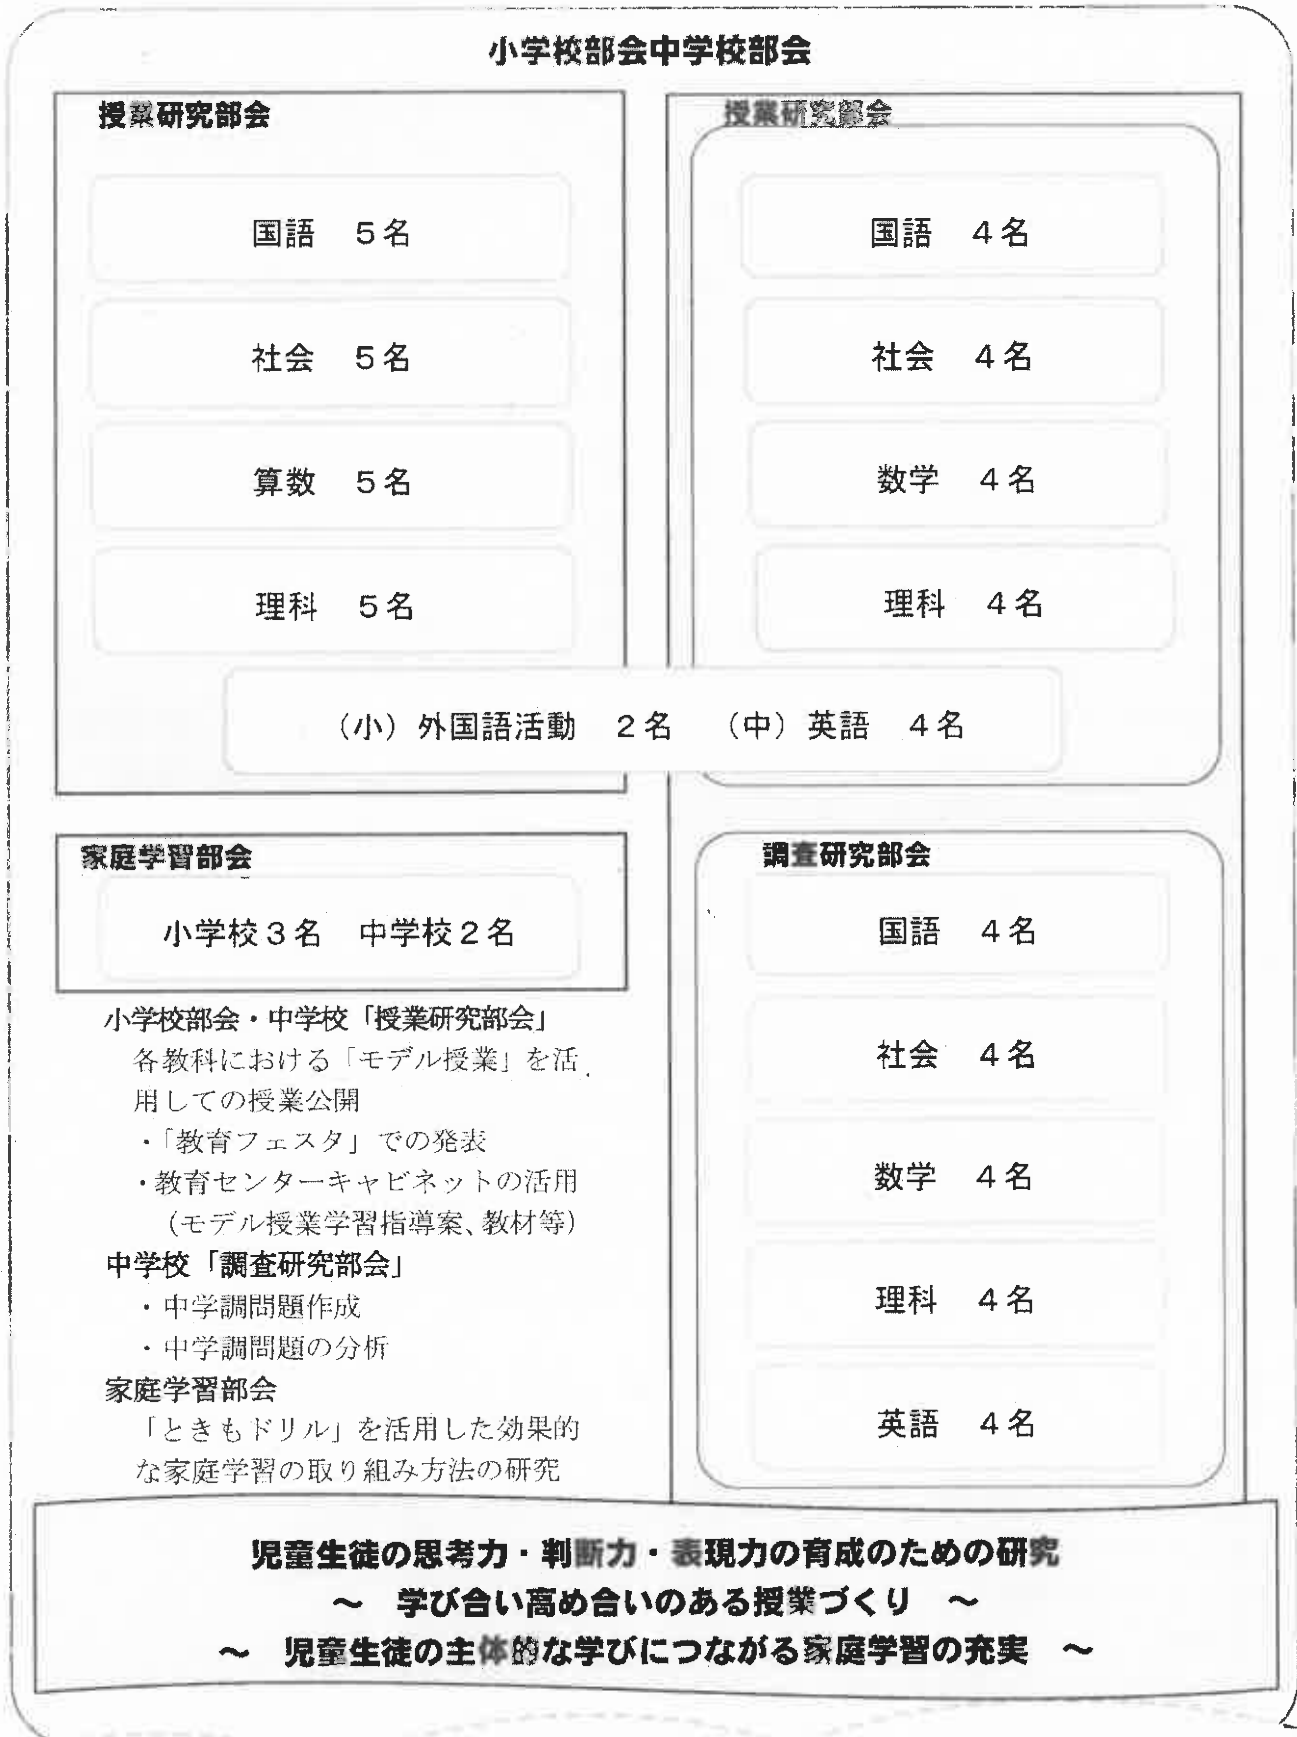 小学校部会中学校部会
授業研究部会
国語　５名
社会　５名
算数　５名
理科　５名
授業研究部会
国語　４名
社会　４名
数学　４名
理科　４名
（小）外国語活動　２名　（中）英語　４名
家庭学習部会
小学校３名　中学校２名
小学校部会・中学校「授業研究部会」
各教科における「モデル授業」を活
用しての授業公開
・「教育フェスタ」での発表
・教育センターキャビネットの活用
（モデル授業学習指導案、教材等）
中学校「調査研究部会」
・中学調問題作成
・中学調問題の分析
家庭学習部会
「ときもドリル」を活用した効果的
な家庭学習の取り組み方法の研究
調査研究部会
国語　４名
社会　４名
数学　４名
理科　４名
英語　４名
児童生徒の思考力・判断力・表現力の育成のための研究
～　学び合い高め合いのある授業づくり　～
～　児童生徒の主体的な学びにつながる家庭学習の充実　～